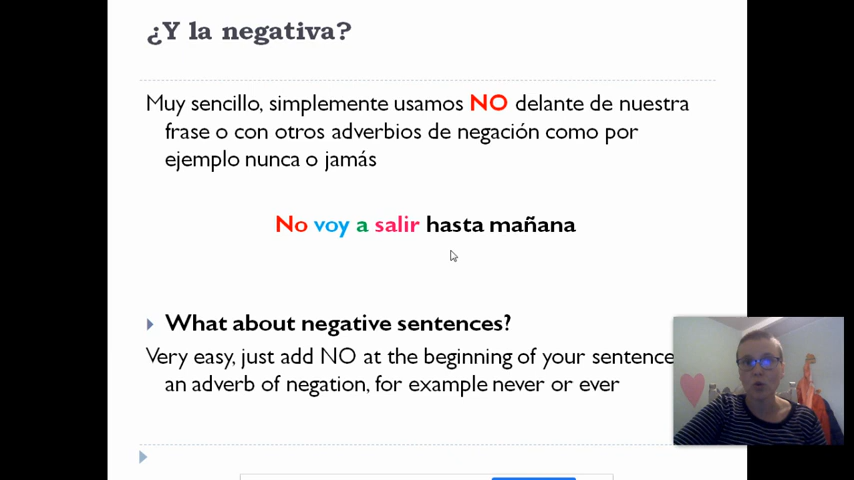 ¿Y la negativa?
Muy sencillo, simplemente usamos NO delante de nuestra
frase o con otros adverbios de negación como por
ejemplo nunca o jamás
No voy a salir hasta mañana
What about negative sentences?
Very easy, just add NO at the beginning of your sentence
an adverb of negation, for example never or ever